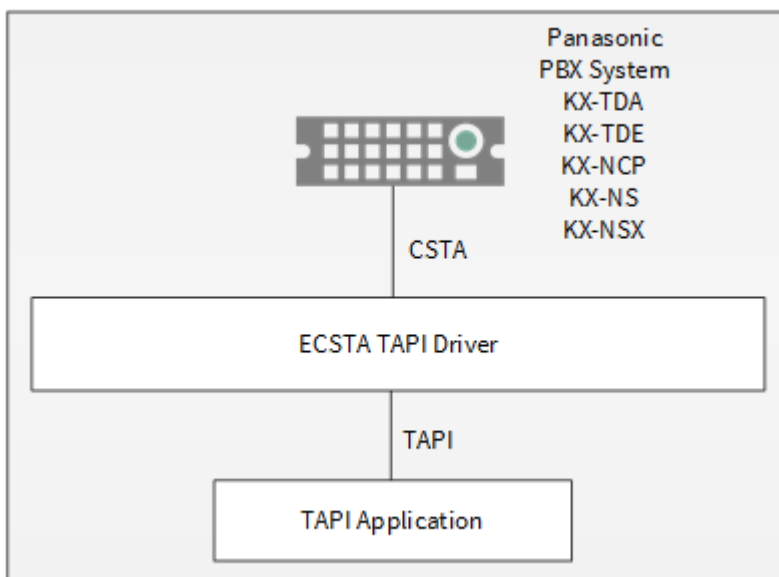 Panasonic
PBX System
KX-TDA
KX-TDE
KX-NCP
KX-NS
KX-NSX
CSTA
ECSTA TAPI Driver
TAPI
TAPI Application